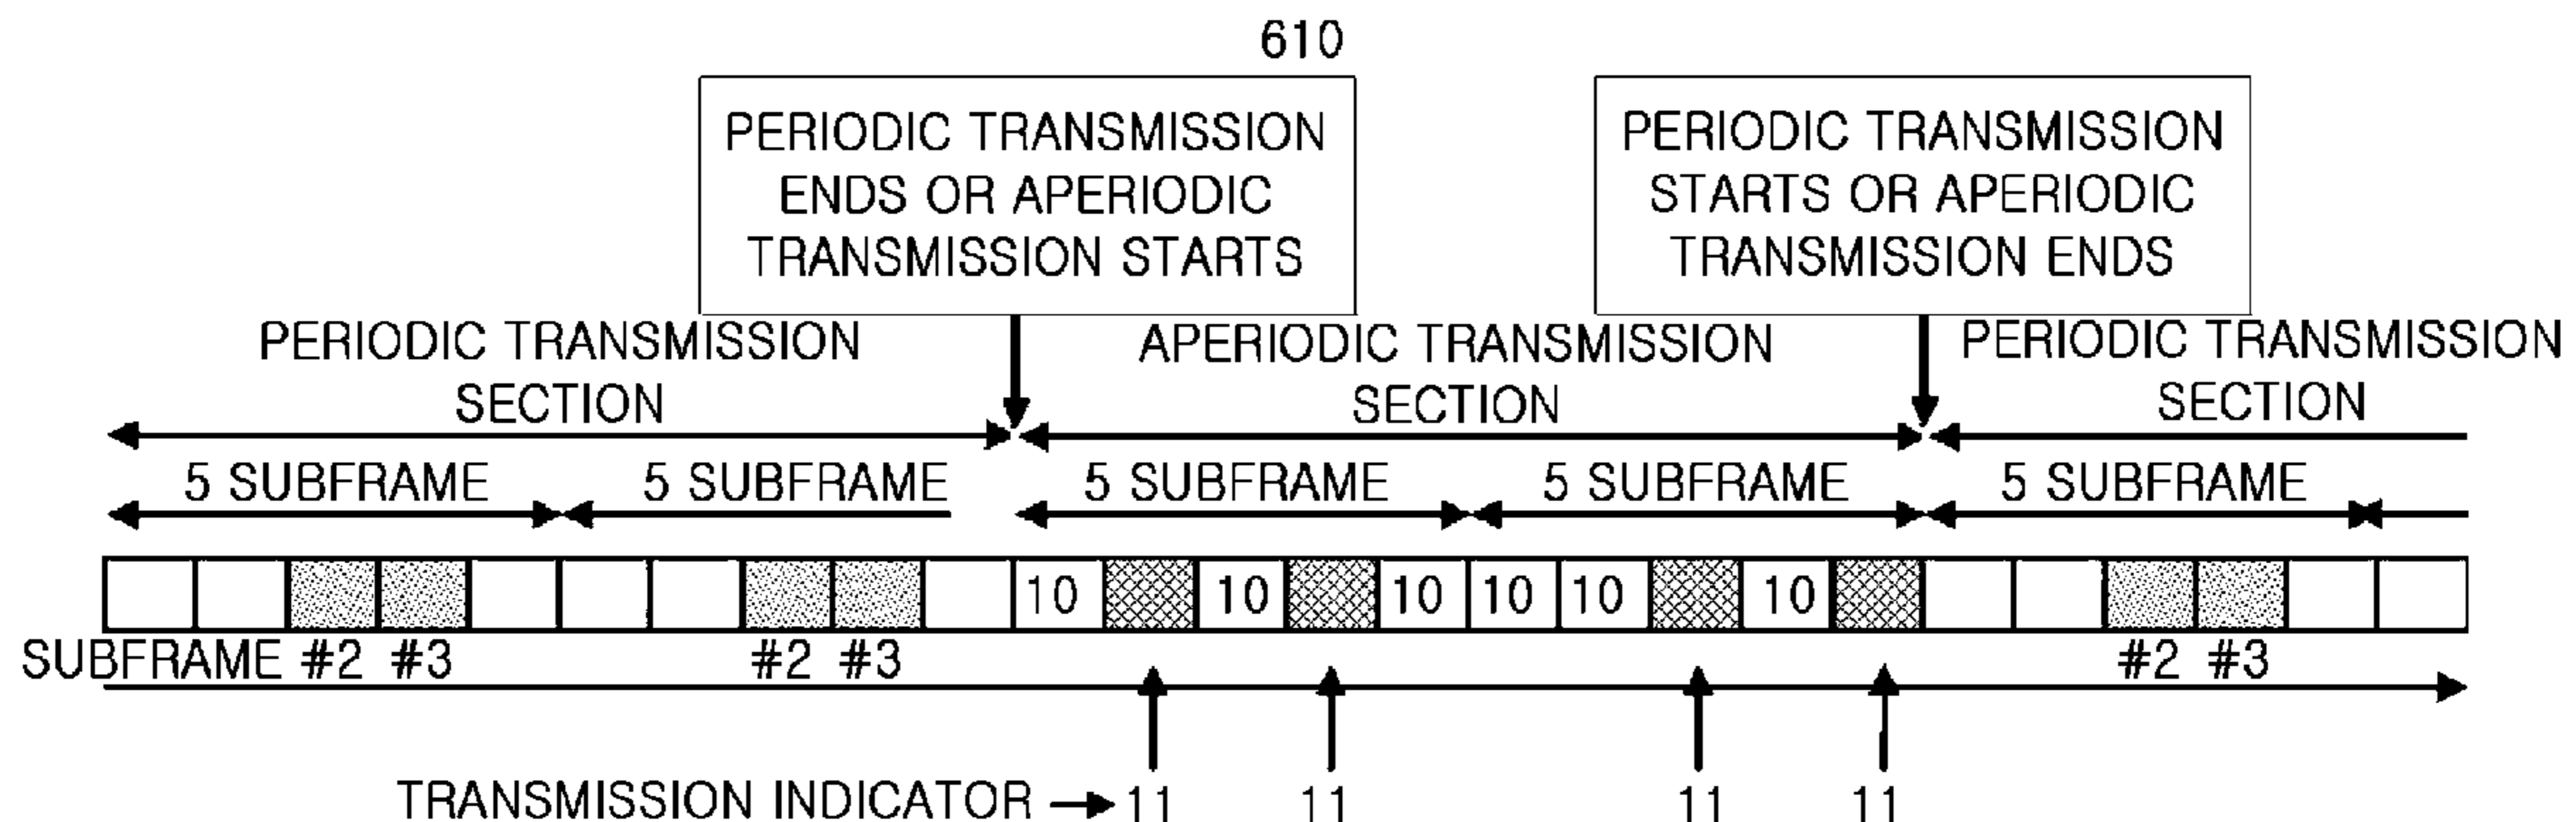 610
PERIODIC TRANSMISSION
ENDS OR APERIODIC
TRANSMISSION STARTS
PERIODIC TRANSMISSION
STARTS OR APERIODIC
TRANSMISSION ENDS
PERIODIC TRANSMISSION
SECTION
APERIODIC TRANSMISSION
SECTION
PERIODIC TRANSMISSION
SECTION
5 SUBFRAME 5 SUBFRAME 5 SUBFRAME 5 SUBFRAME 5 SUBFRAME
10 10 10 10 10 10
SUBFRAME #2 #3 #2 #3 #2 #3
TRANSMISSION INDICATOR 11 11 11 11